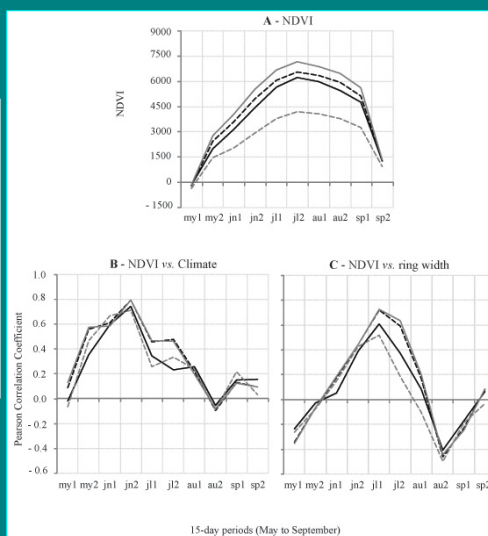 A - NDVI
9000
7500
6000
4500
3000
1500
0
- 1500
NDVI
my1 my2 jn1 jn2 jl1 jl2 au1 au2 sp1 sp2
B - NDVI vs. Climate
C - NDVI vs. ring width
1.0
0.8
0.6
0.4
0.2
0.0
- 0.2
- 0.4
- 0.6
Pearson Correlation Coefficient
my1 my2 jn1 jn2 jl1 jl2 au1 au2 sp1 sp2
my1 my2 jn1 jn2 jl1 jl2 au1 au2 sp1 sp2
15-day periods (May to September)